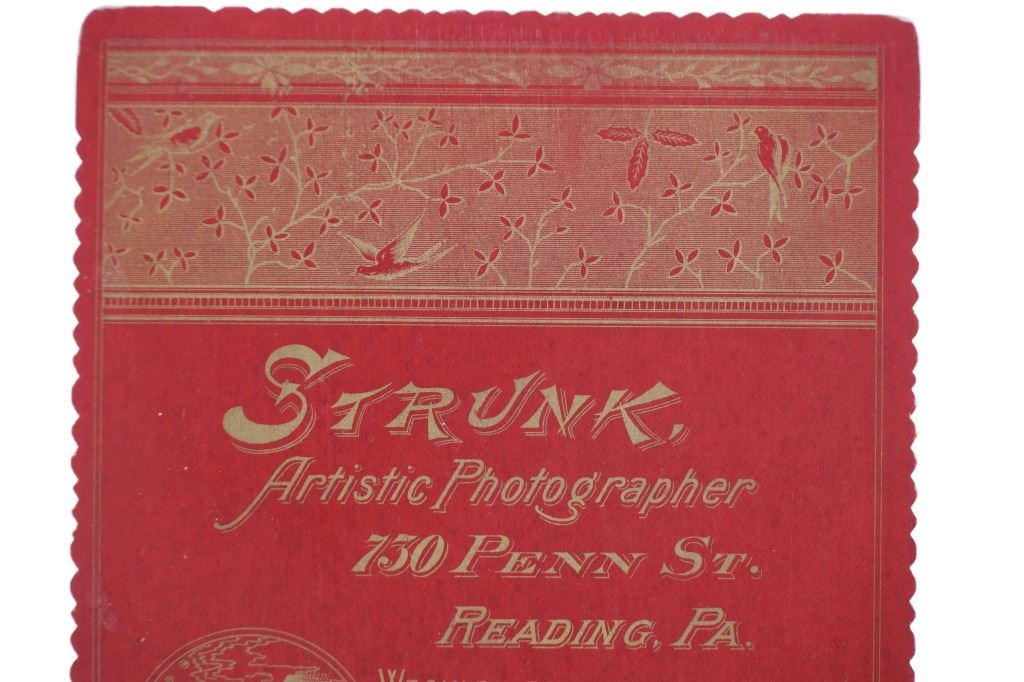 STRUNK,
Artistic Photographer
730 PENN ST.
READING, PA.